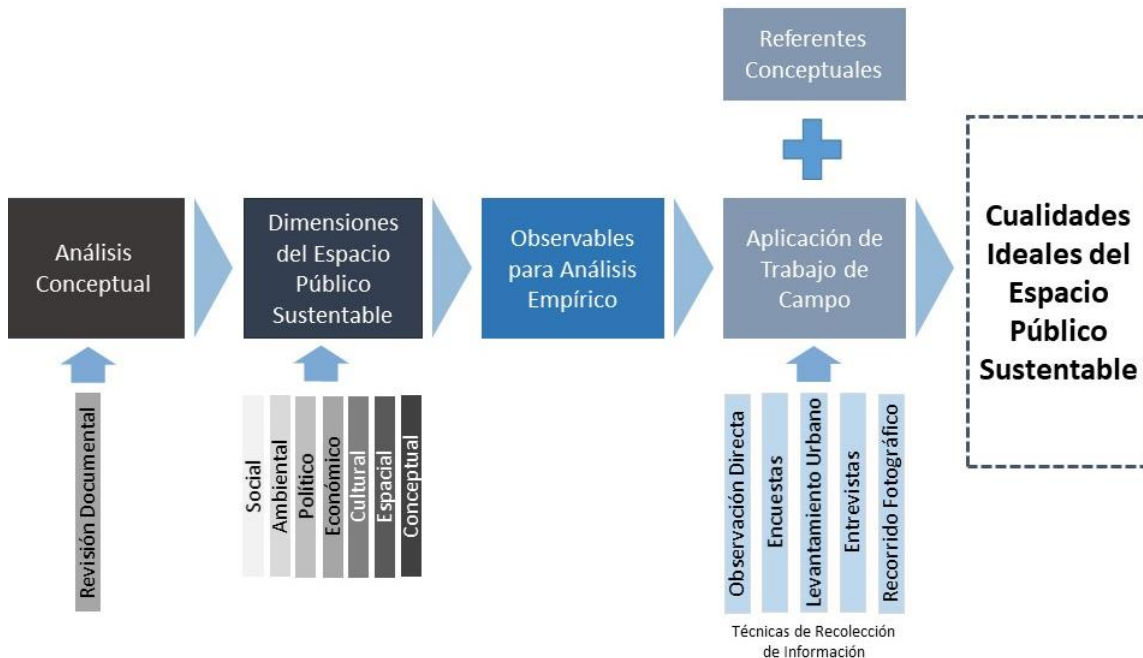 Referentes
Conceptuales
Análisis
Conceptual
Dimensiones
del Espacio
Público
Sustentable
Observables
para Análisis
Empírico
Aplicación de
Trabajo de
Campo
Cualidades
Ideales del
Espacio
Público
Sustentable
Revisión Documental
Social
Ambiental
Político
Económico
Cultural
Espacial
Conceptual
Observación Directa
Encuestas
Levantamiento Urbano
Entrevistas
Recorrido Fotográfico
Técnicas de Recolección
de Información